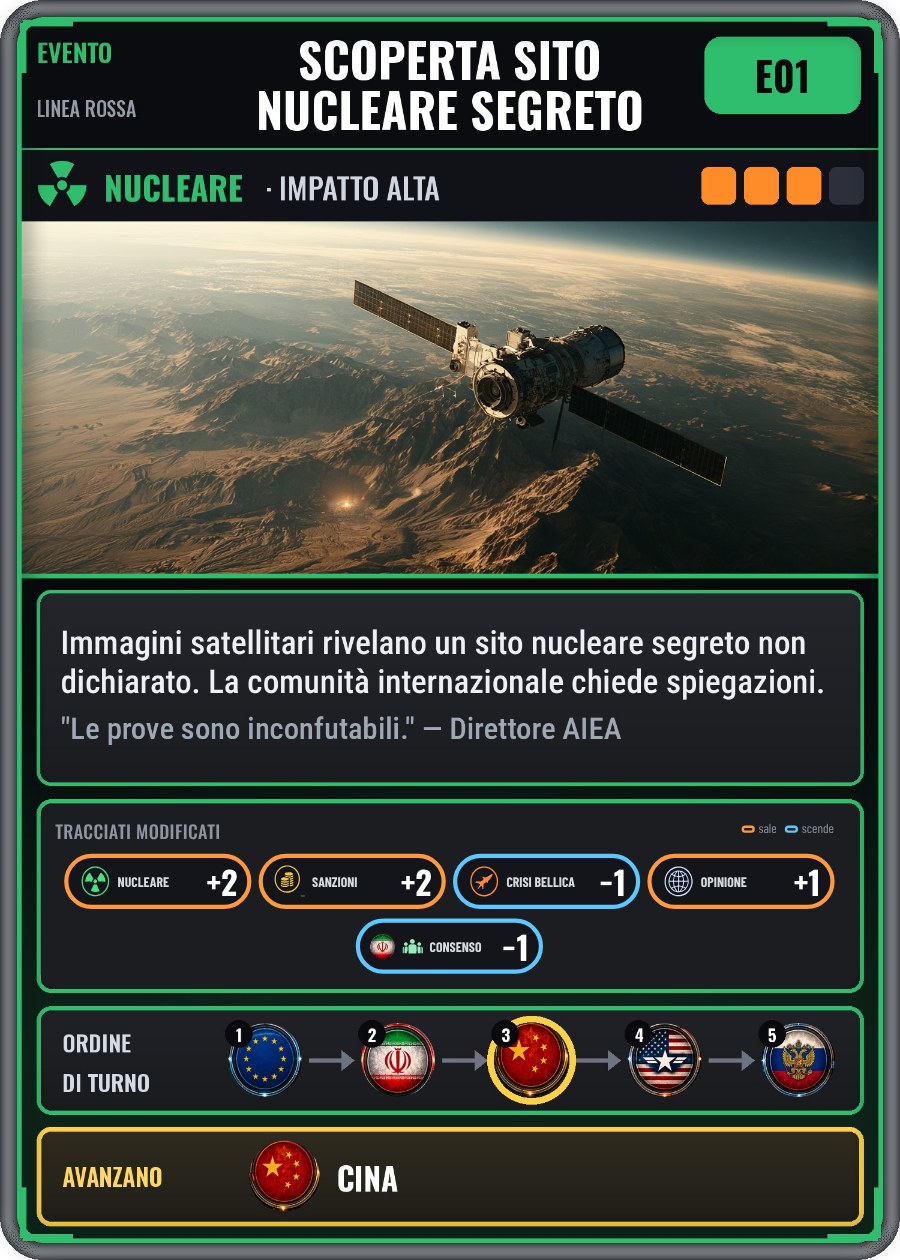 EVENTO
SCOPERTA SITO
NUCLEARE SEGRETO
E01
LINEA ROSSA
NUCLEARE · IMPATTO ALTA
Immagini satellitari rivelano un sito nucleare segreto non
dichiarato. La comunità internazionale chiede spiegazioni.
"Le prove sono inconfutabili." — Direttore AIEA
TRACCIATI MODIFICATI
sale scende
NUCLEARE +2
SANZIONI +2
CRISI BELLICA -1
OPINIONE +1
CONSENSO -1
ORDINE
DI TURNO
1 2 3 4 5
AVANZANO CINA